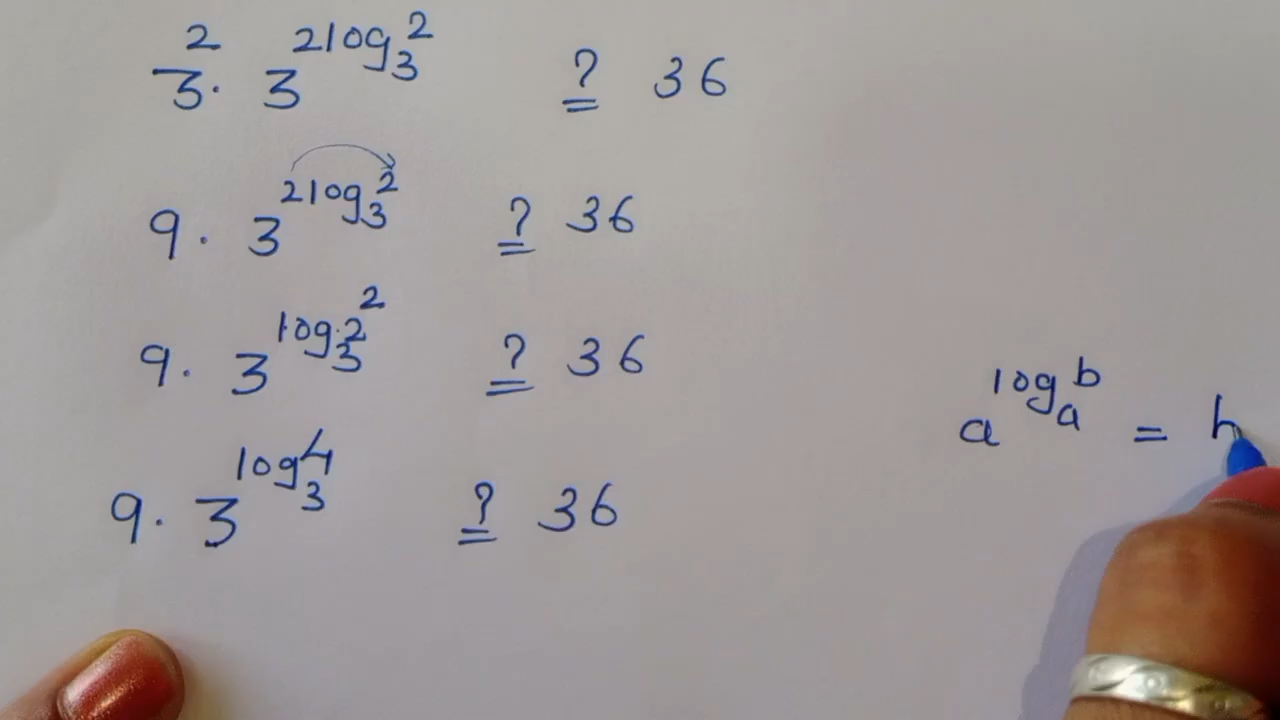 3². 3^(2log₃2) ≟ 36
9. 3^(2log₃2) ≟ 36
9. 3^(log₃2²) ≟ 36
9. 3^(log₃4) ≟ 36
a^(logₐb) =